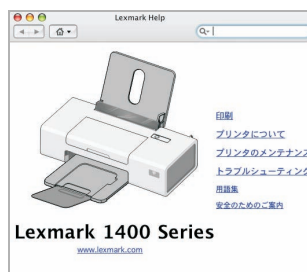 Lexmark Help
印刷
プリンタについて
プリンタのメンテナンス
トラブルシューティング
用語集
安全のためのご案内
Lexmark 1400 Series
www.lexmark.com